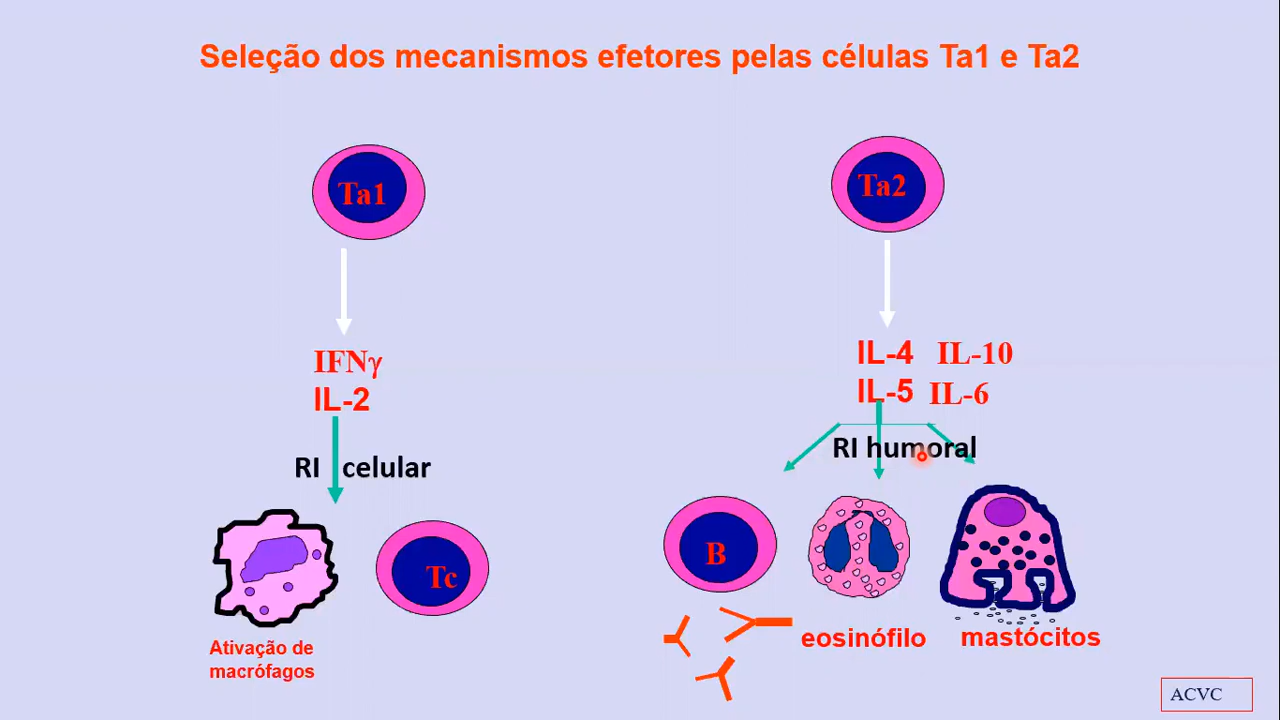 Seleção dos mecanismos efetores pelas células Ta1 e Ta2
Ta1
Ta2
IFNγ
IL-2
IL-4 IL-10
IL-5 IL-6
RI celular
RI humoral
Tc
B
Ativação de
macrófagos
eosinófilo
mastócitos
ACVC